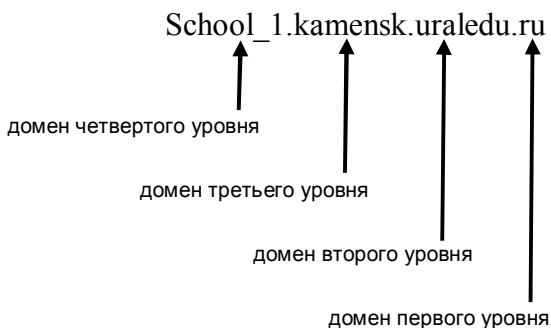 School_1.kamensk.uraledu.ru
домен четвертого уровня
домен третьего уровня
домен второго уровня
домен первого уровня